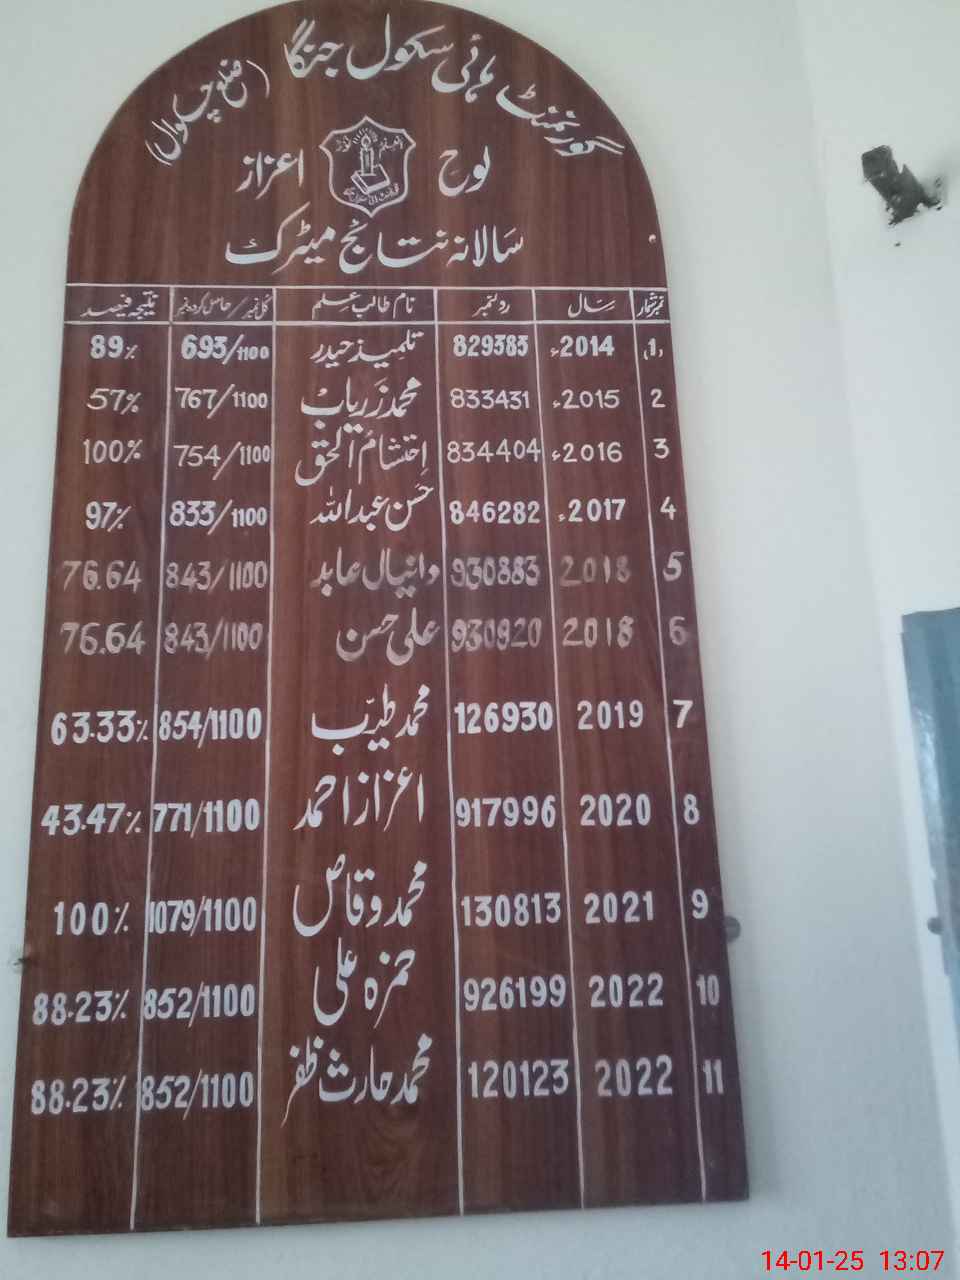 گورنمنٹ ہائی سکول جنگا (ضلع چکوال)
لوحِ اعزاز
سالانہ نتائج میٹرک
نمبر شمار سال رولنمبر نام طالب علم کل نمبر/حاصل کردہ نمبر نتیجہ فیصد
(1) 2014ء 829383 تلمیذ حیدر 693/1100 89%
2 2015ء 833431 محمد زریاب 767/1100 57%
3 2016ء 834404 احتشام الحق 754/1100 100%
4 2017ء 846282 حسن عبداللہ 833/1100 97%
5 2018 930883 دانیال عابد 843/1100 76.64
6 2018 930820 علی حسن 843/1100 76.64
7 2019 126930 محمد طیّب 854/1100 63.33%
8 2020 917996 اعزاز احمد 771/1100 43.47%
9 2021 130813 محمد وقاص 1079/1100 100%
10 2022 926199 حمزہ علی 852/1100 88.23%
11 2022 120123 محمد حارث ظفر 852/1100 88.23%
14-01-25 13:07